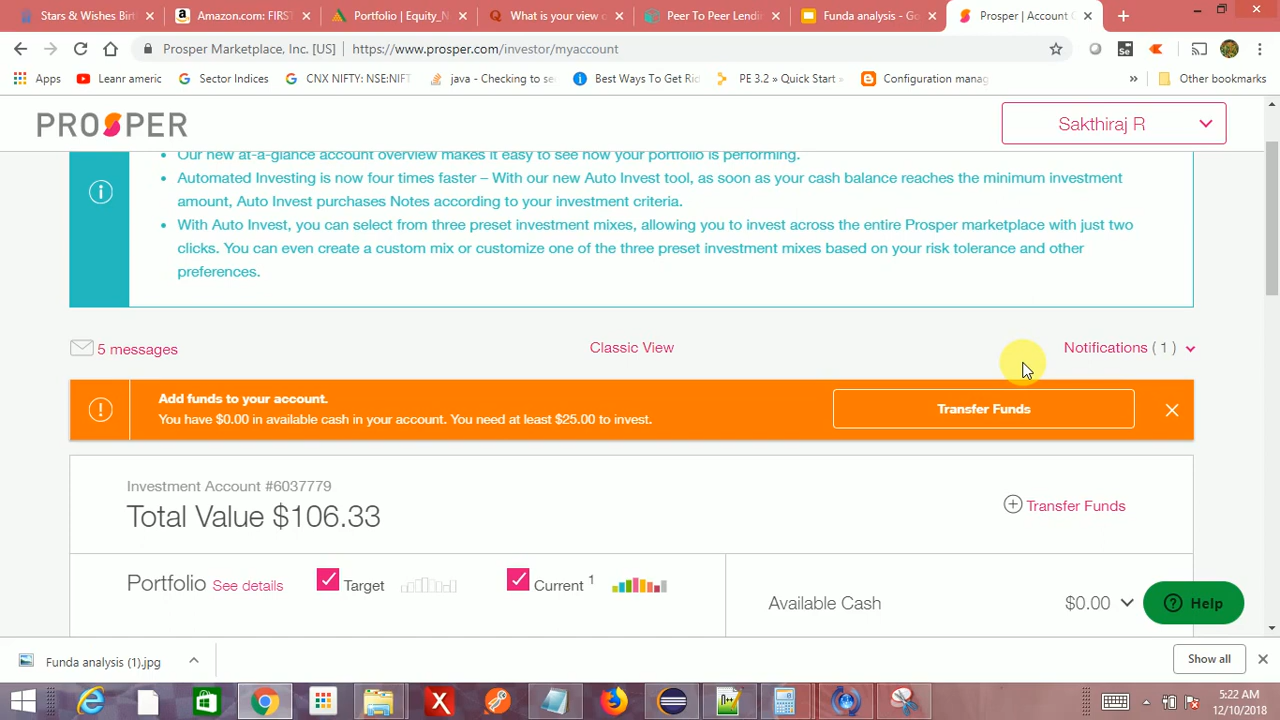 Stars & Wishes Birt
Amazon.com: FIRST
Portfolio | Equity_N
What is your view o
Peer To Peer Lendi
Funda analysis - Go
Prosper | Account O
Prosper Marketplace, Inc. [US] | https://www.prosper.com/investor/myaccount
Apps
Leanr americ
Sector Indices
CNX NIFTY: NSE:NIFT
java - Checking to se
Best Ways To Get Rid
PE 3.2 » Quick Start »
Configuration manag
»
Other bookmarks
PROSPER
Sakthiraj R
Our new at-a-glance account overview makes it easy to see how your portfolio is performing.
Automated Investing is now four times faster – With our new Auto Invest tool, as soon as your cash balance reaches the minimum investment
amount, Auto Invest purchases Notes according to your investment criteria.
With Auto Invest, you can select from three preset investment mixes, allowing you to invest across the entire Prosper marketplace with just two
clicks. You can even create a custom mix or customize one of the three preset investment mixes based on your risk tolerance and other
preferences.
5 messages
Classic View
Notifications ( 1 )
Add funds to your account.
You have $0.00 in available cash in your account. You need at least $25.00 to invest.
Transfer Funds
Investment Account #6037779
Total Value $106.33
Transfer Funds
Portfolio See details
Target
Current 1
Available Cash
$0.00
Help
Funda analysis (1).jpg
Show all
5:22 AM
12/10/2018